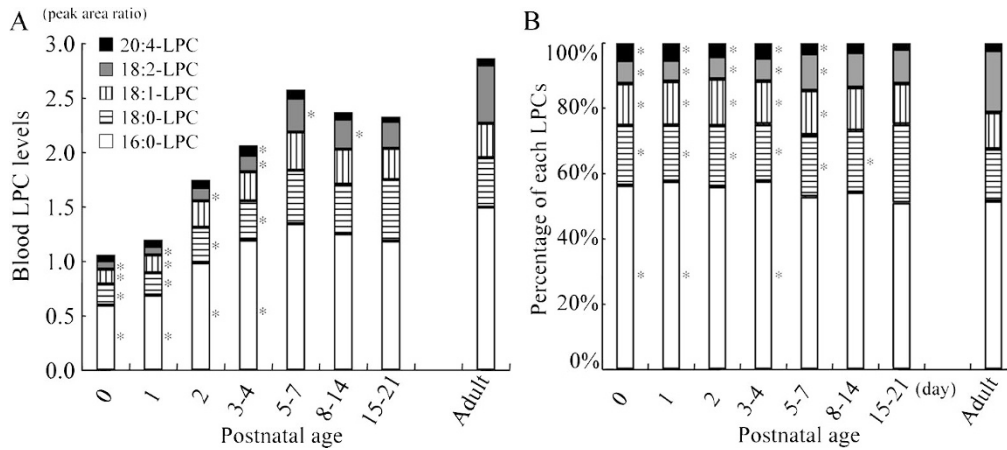 A (peak area ratio)
Blood LPC levels
3.0
2.5
2.0
1.5
1.0
0.5
0.0
20:4-LPC
18:2-LPC
18:1-LPC
18:0-LPC
16:0-LPC
* * * *
* * * *
* * *
* * * *
*
*
0 1 2 3-4 5-7 8-14 15-21 Adult
Postnatal age
B
Percentage of each LPCs
100%
80%
60%
40%
20%
0%
* * * * *
* * * * *
* * * *
* * * *
* * * *
*
0 1 2 3-4 5-7 8-14 15-21 (day) Adult
Postnatal age